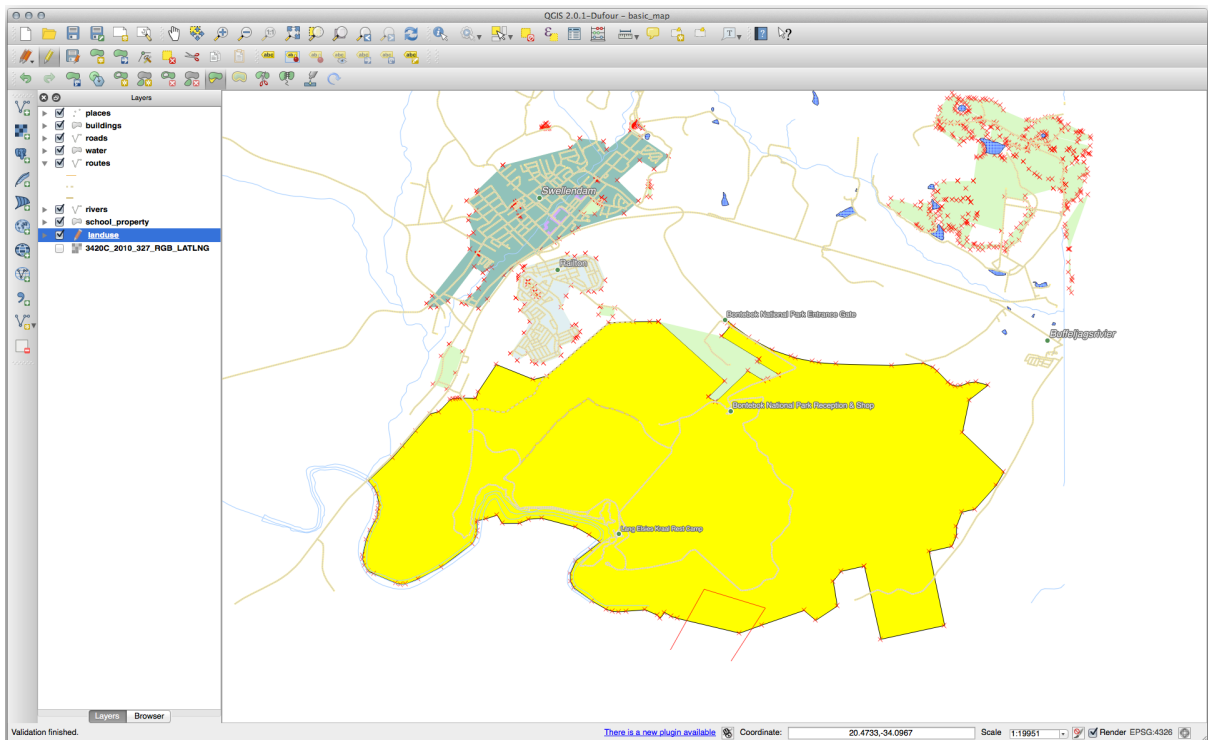 QGIS 2.0.1-Dufour - basic_map
Layers
places
buildings
roads
water
routes
rivers
school_property
landuse
3420C_2010_327_RGB_LATLNG
Swellendam
Railton
Bontebok National Park Entrance Gate
Buffeljagsrivier
Bontebok National Park Reception & Shop
Lang Elsies Kraal Rest Camp
Layers Browser
Validation finished. There is a new plugin available Coordinate: 20.4733,-34.0967 Scale 1:19951 Render EPSG:4326